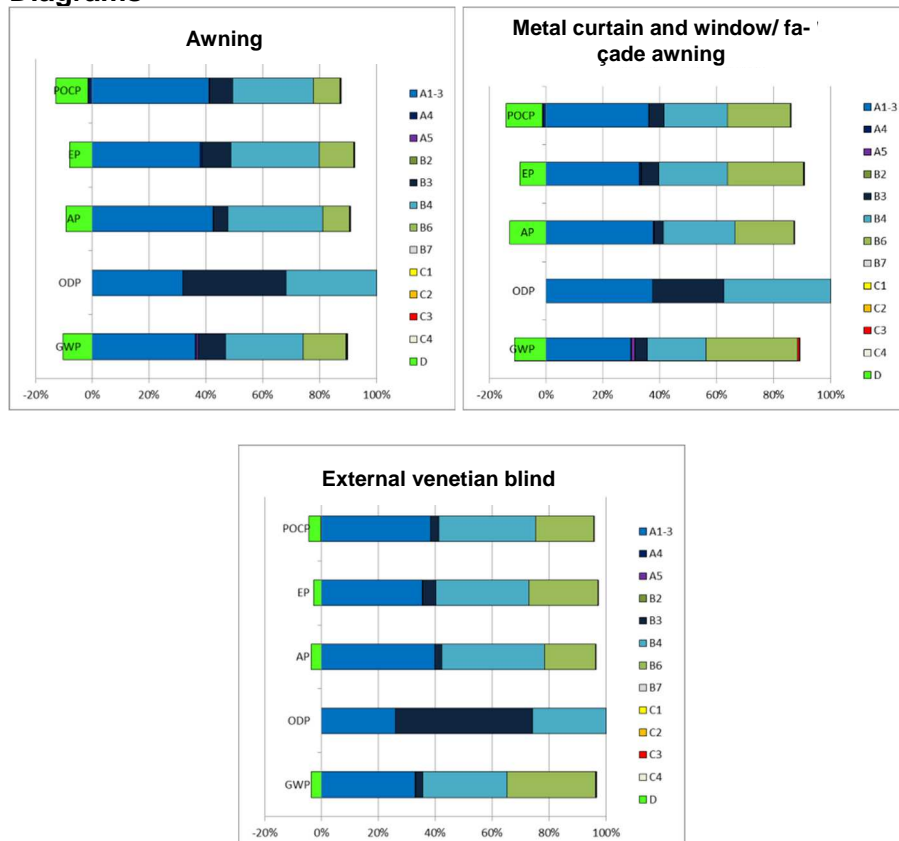 Diagrams
Awning
POCP
EP
AP
ODP
GWP
-20% 0% 20% 40% 60% 80% 100%
A1-3
A4
A5
B2
B3
B4
B6
B7
C1
C2
C3
C4
D
Metal curtain and window/ fa-
çade awning
POCP
EP
AP
ODP
GWP
-20% 0% 20% 40% 60% 80% 100%
A1-3
A4
A5
B2
B3
B4
B6
B7
C1
C2
C3
C4
D
External venetian blind
POCP
EP
AP
ODP
GWP
-20% 0% 20% 40% 60% 80% 100%
A1-3
A4
A5
B2
B3
B4
B6
B7
C1
C2
C3
C4
D